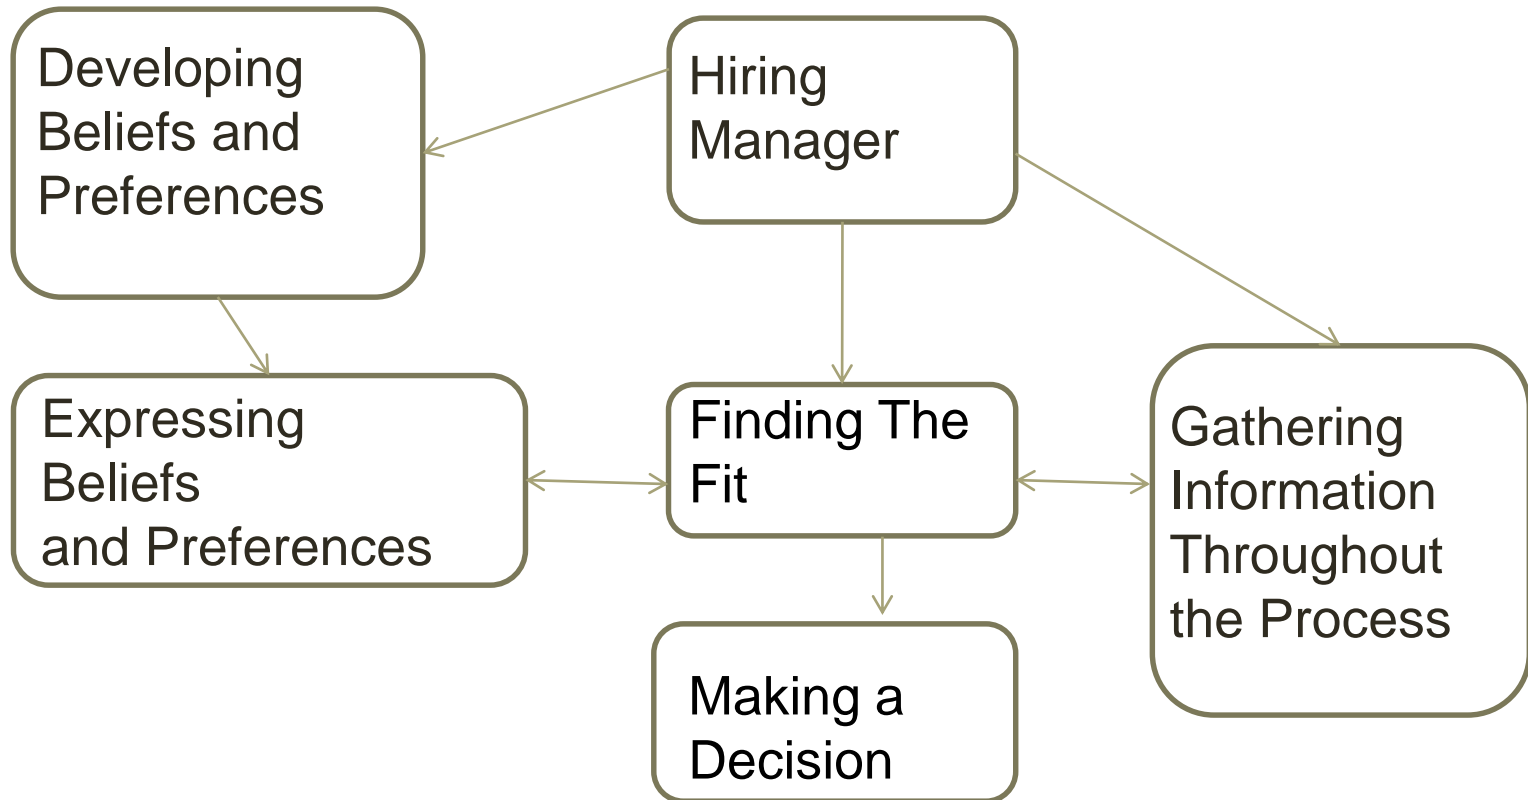 Developing
Beliefs and
Preferences
Hiring
Manager
Expressing
Beliefs
and Preferences
Finding The
Fit
Gathering
Information
Throughout
the Process
Making a
Decision